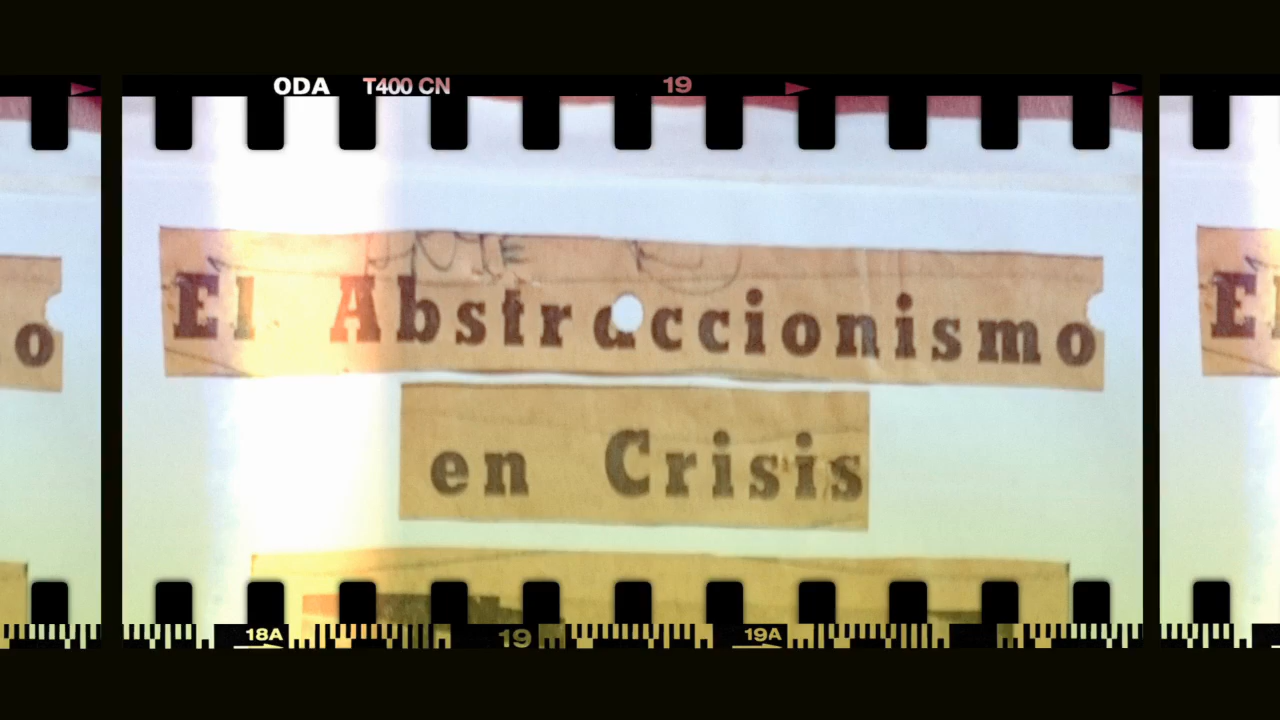 ODA T400 CN 19
El Abstraccionismo
en Crisis
18A 19 19A